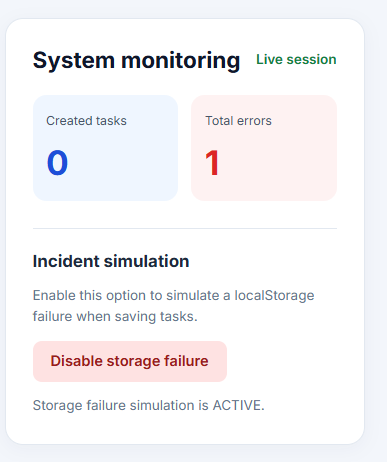 System monitoring Live session
Created tasks Total errors
0 1
Incident simulation
Enable this option to simulate a localStorage
failure when saving tasks.
Disable storage failure
Storage failure simulation is ACTIVE.